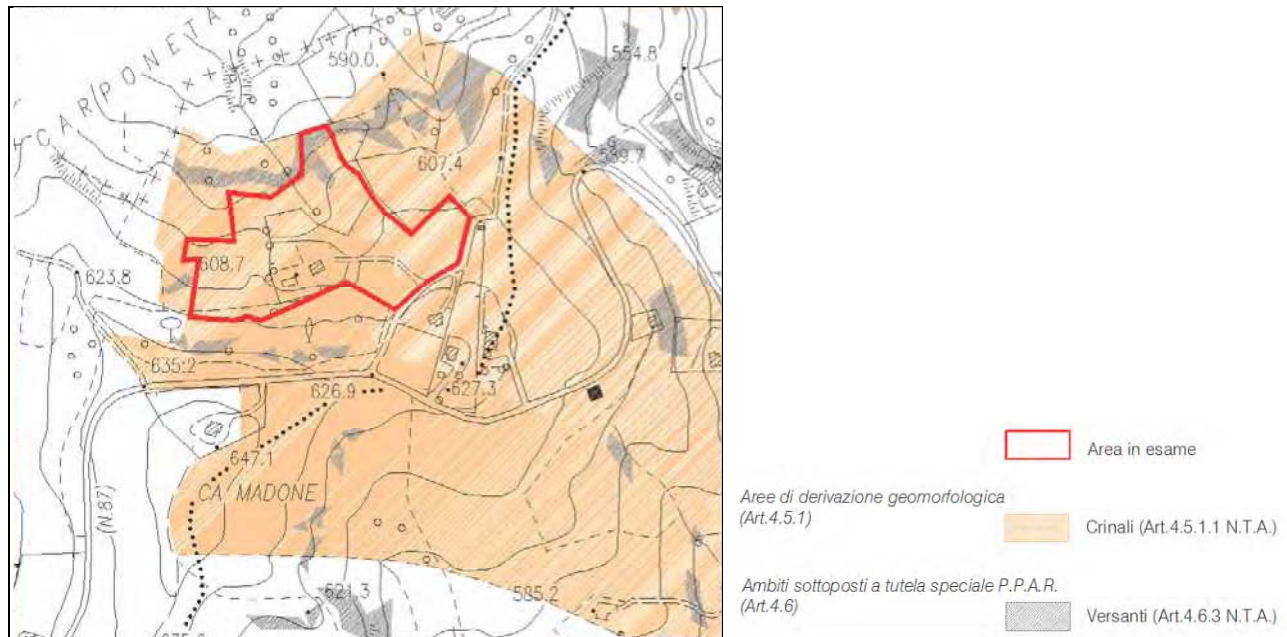 CARPONETA
590.0.
554.8
607.4
608.7
623.8
635.2
626.9
627.3
647.1
CA' MADONE
(N.87)
621.3
585.2
Area in esame
Aree di derivazione geomorfologica
(Art.4.5.1)
Crinali (Art.4.5.1.1 N.T.A.)
Ambiti sottoposti a tutela speciale P.P.A.R.
(Art.4.6)
Versanti (Art.4.6.3 N.T.A.)